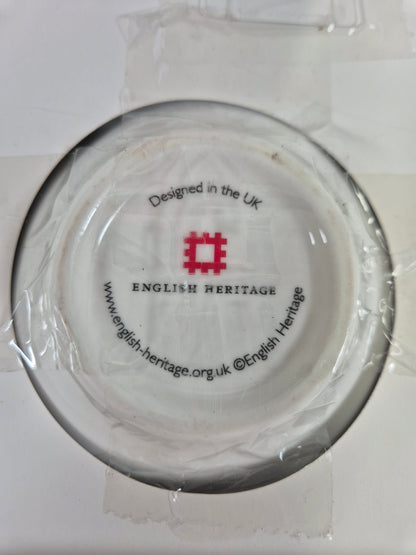 Designed in the UK
ENGLISH HERITAGE
www.english-heritage.org.uk ©English Heritage